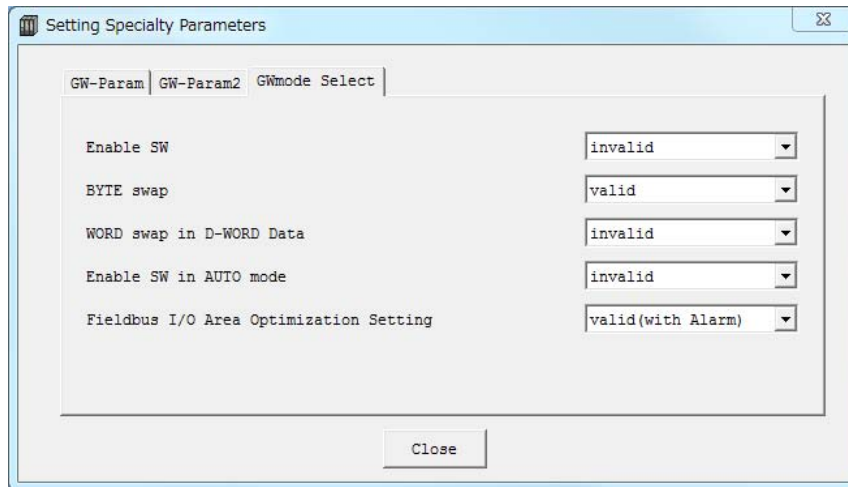 Setting Specialty Parameters
GW-Param GW-Param2 GWmode Select
Enable SW invalid
BYTE swap valid
WORD swap in D-WORD Data invalid
Enable SW in AUTO mode invalid
Fieldbus I/O Area Optimization Setting valid(with Alarm)
Close